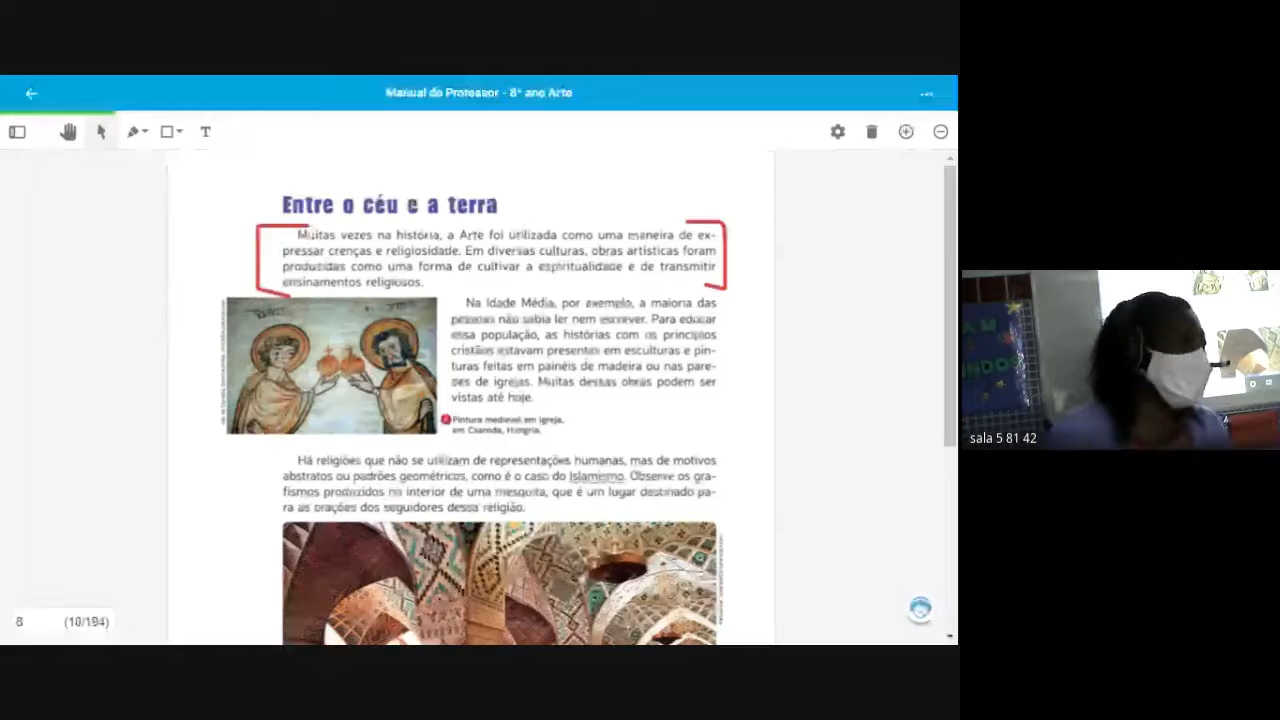 Manual do Professor - 8º ano Arte
T
Entre o céu e a terra
Muitas vezes na história, a Arte foi utilizada como uma maneira de ex-
pressar crenças e religiosidade. Em diversas culturas, obras artísticas foram
produzidas como uma forma de cultivar a espiritualidade e de transmitir
ensinamentos religiosos.
Na Idade Média, por exemplo, a maioria das
pessoas não sabia ler nem escrever. Para educar
essa população, as histórias com os princípios
cristãos estavam presentes em esculturas e pin-
turas feitas em painéis de madeira ou nas pare-
des de igrejas. Muitas dessas obras podem ser
vistas até hoje.
Pintura medieval em igreja,
em Csaroda, Hungria.
Há religiões que não se utilizam de representações humanas, mas de motivos
abstratos ou padrões geométricos, como é o caso do Islamismo. Observe os gra-
fismos produzidos no interior de uma mesquita, que é um lugar destinado pa-
ra as orações dos seguidores dessa religião.
8 (10/194)
sala 5 81 42